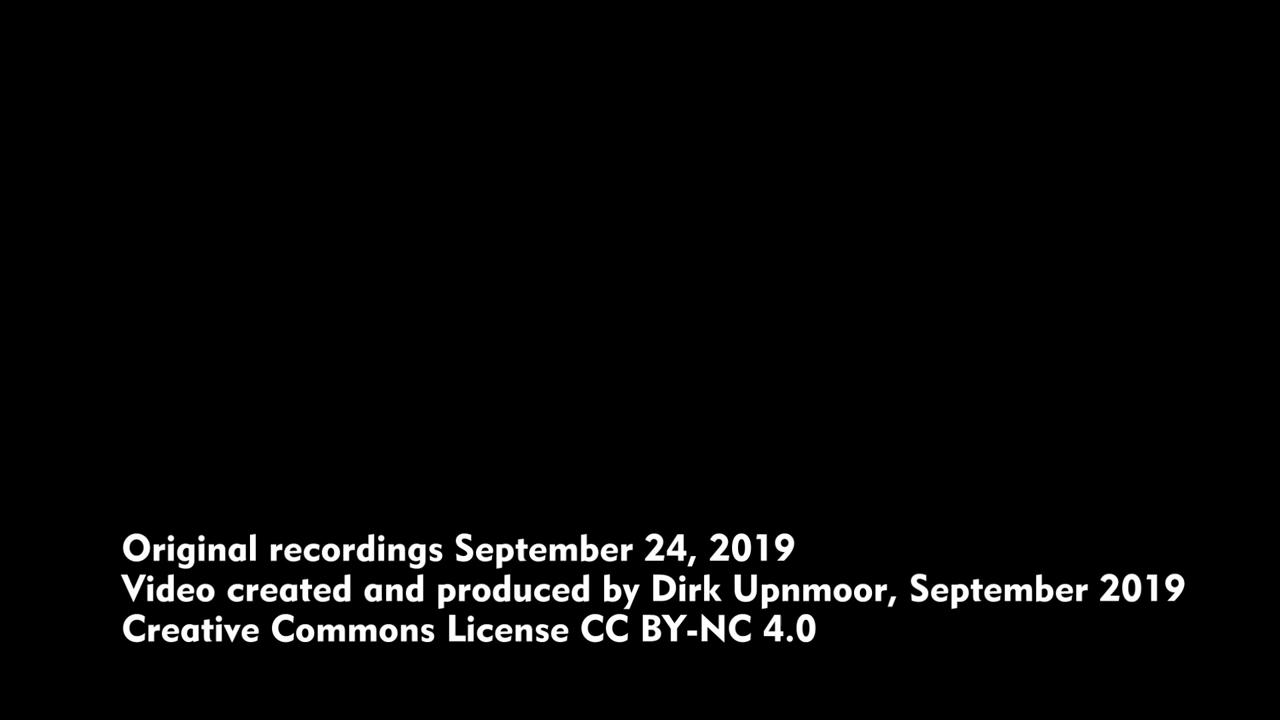 Original recordings September 24, 2019
Video created and produced by Dirk Upnmoor, September 2019
Creative Commons License CC BY-NC 4.0